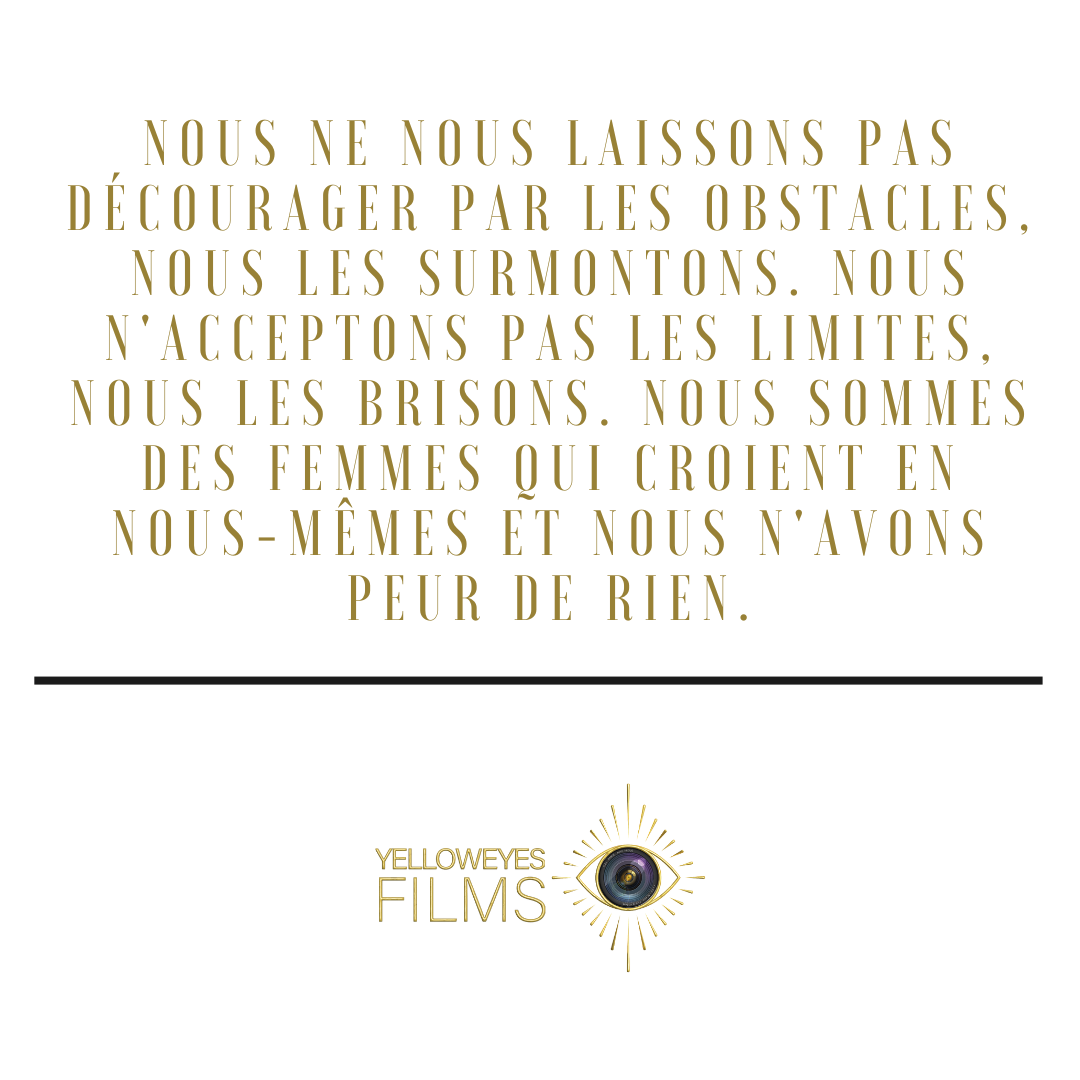 NOUS NE NOUS LAISSONS PAS
DÉCOURAGER PAR LES OBSTACLES,
NOUS LES SURMONTONS. NOUS
N'ACCEPTONS PAS LES LIMITES,
NOUS LES BRISONS. NOUS SOMMES
DES FEMMES QUI CROIENT EN
NOUS-MÊMES ET NOUS N'AVONS
PEUR DE RIEN.
YELLOWEYES
FILMS